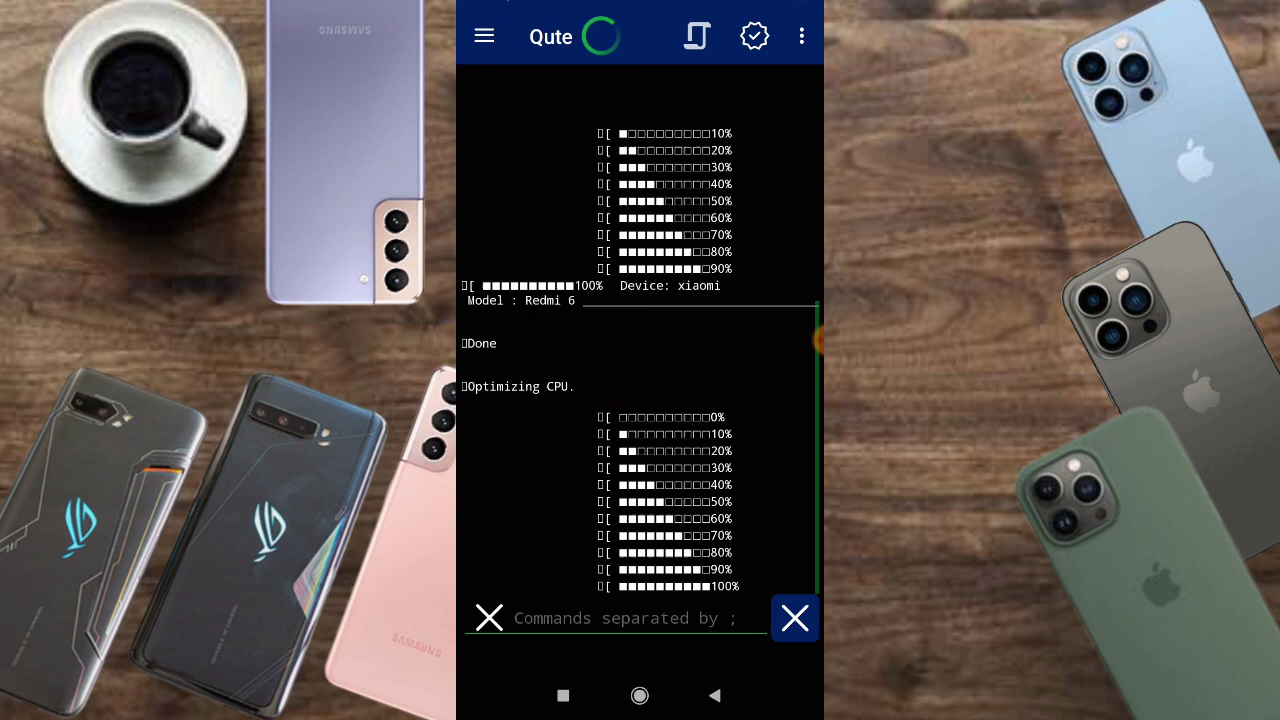 SAMSUNG
Qute
▯[ ■□□□□□□□□□10%
▯[ ■■□□□□□□□□20%
▯[ ■■■□□□□□□□30%
▯[ ■■■■□□□□□□40%
▯[ ■■■■■□□□□□50%
▯[ ■■■■■■□□□□60%
▯[ ■■■■■■■□□□70%
▯[ ■■■■■■■■□□80%
▯[ ■■■■■■■■■□90%
▯[ ■■■■■■■■■■100% Device: xiaomi
Model : Redmi 6
▯Done
▯Optimizing CPU.
▯[ □□□□□□□□□□0%
▯[ ■□□□□□□□□□10%
▯[ ■■□□□□□□□□20%
▯[ ■■■□□□□□□□30%
▯[ ■■■■□□□□□□40%
▯[ ■■■■■□□□□□50%
▯[ ■■■■■■□□□□60%
▯[ ■■■■■■■□□□70%
▯[ ■■■■■■■■□□80%
▯[ ■■■■■■■■■□90%
▯[ ■■■■■■■■■■100%
Commands separated by ;
SAMSUNG